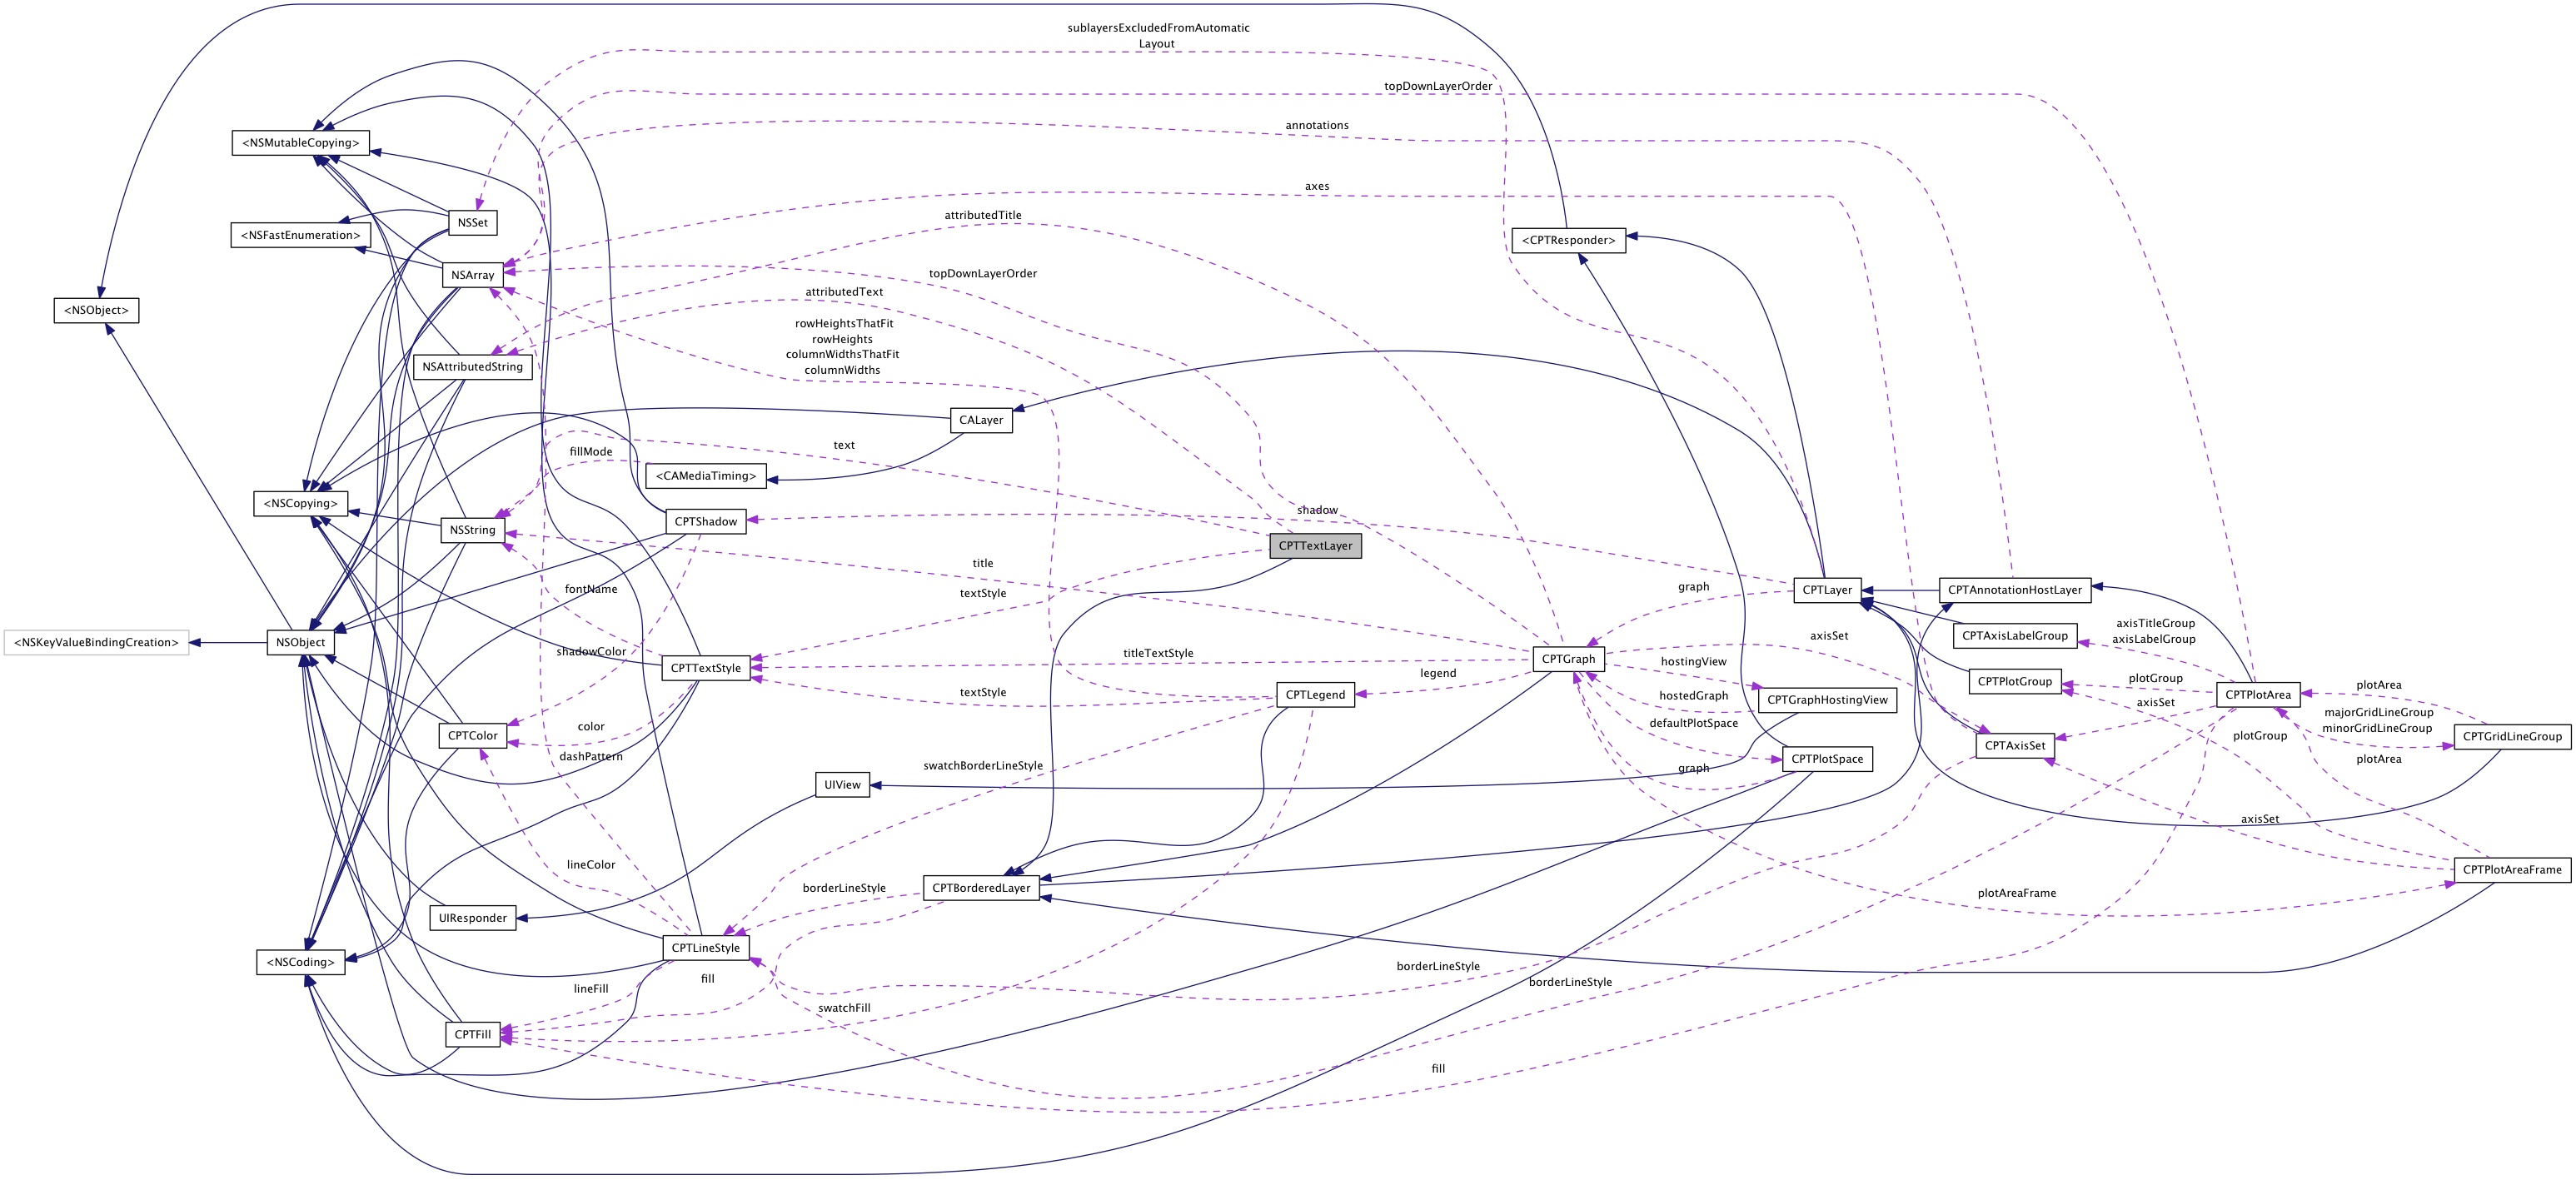 sublayersExcludedFromAutomatic
Layout
topDownLayerOrder
annotations
<NSMutableCopying>
axes
attributedTitle
NSSet
<NSFastEnumeration>
<CPTResponder>
NSArray
topDownLayerOrder
attributedText
<NSObject>
rowHeightsThatFit
rowHeights
columnWidthsThatFit
columnWidths
NSAttributedString
CALayer
text
fillMode
<CAMediaTiming>
<NSCopying>
shadow
CPTShadow
NSString
CPTTextLayer
title
graph
fontName
textStyle
CPTLayer
CPTAnnotationHostLayer
axisTitleGroup
axisLabelGroup
CPTAxisLabelGroup
<NSKeyValueBindingCreation>
NSObject
shadowColor
titleTextStyle
axisSet
CPTTextStyle
CPTGraph
hostingView
legend
plotGroup
CPTPlotGroup
plotArea
textStyle
CPTLegend
hostedGraph
CPTGraphHostingView
CPTPlotArea
axisSet
majorGridLineGroup
minorGridLineGroup
color
defaultPlotSpace
CPTColor
plotGroup
CPTGridLineGroup
CPTAxisSet
dashPattern
swatchBorderLineStyle
graph
CPTPlotSpace
plotArea
UIView
axisSet
lineColor
CPTPlotAreaFrame
borderLineStyle
CPTBorderedLayer
plotAreaFrame
UIResponder
CPTLineStyle
<NSCoding>
borderLineStyle
fill
lineFill
borderLineStyle
swatchFill
CPTFill
fill